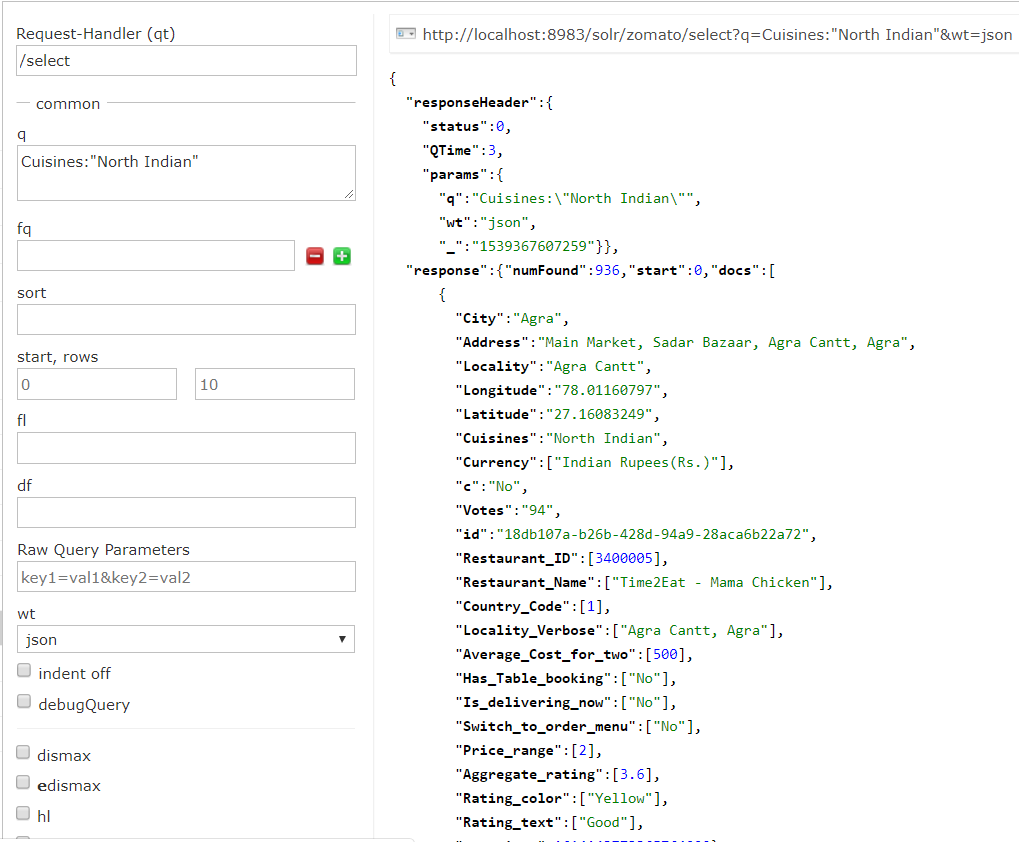 Request-Handler (qt)
/select
common
q
Cuisines:"North Indian"
fq
sort
start, rows
0
10
fl
df
Raw Query Parameters
key1=val1&key2=val2
wt
json
indent off
debugQuery
dismax
edismax
hl
http://localhost:8983/solr/zomato/select?q=Cuisines:"North Indian"&wt=json
{
"responseHeader":{
"status":0,
"QTime":3,
"params":{
"q":"Cuisines:\"North Indian\"",
"wt":"json",
"_":"1539367607259"}},
"response":{"numFound":936,"start":0,"docs":[
{
"City":"Agra",
"Address":"Main Market, Sadar Bazaar, Agra Cantt, Agra",
"Locality":"Agra Cantt",
"Longitude":"78.01160797",
"Latitude":"27.16083249",
"Cuisines":"North Indian",
"Currency":["Indian Rupees(Rs.)"],
"c":"No",
"Votes":"94",
"id":"18db107a-b26b-428d-94a9-28aca6b22a72",
"Restaurant_ID":[3400005],
"Restaurant_Name":["Time2Eat - Mama Chicken"],
"Country_Code":[1],
"Locality_Verbose":["Agra Cantt, Agra"],
"Average_Cost_for_two":[500],
"Has_Table_booking":["No"],
"Is_delivering_now":["No"],
"Switch_to_order_menu":["No"],
"Price_range":[2],
"Aggregate_rating":[3.6],
"Rating_color":["Yellow"],
"Rating_text":["Good"],